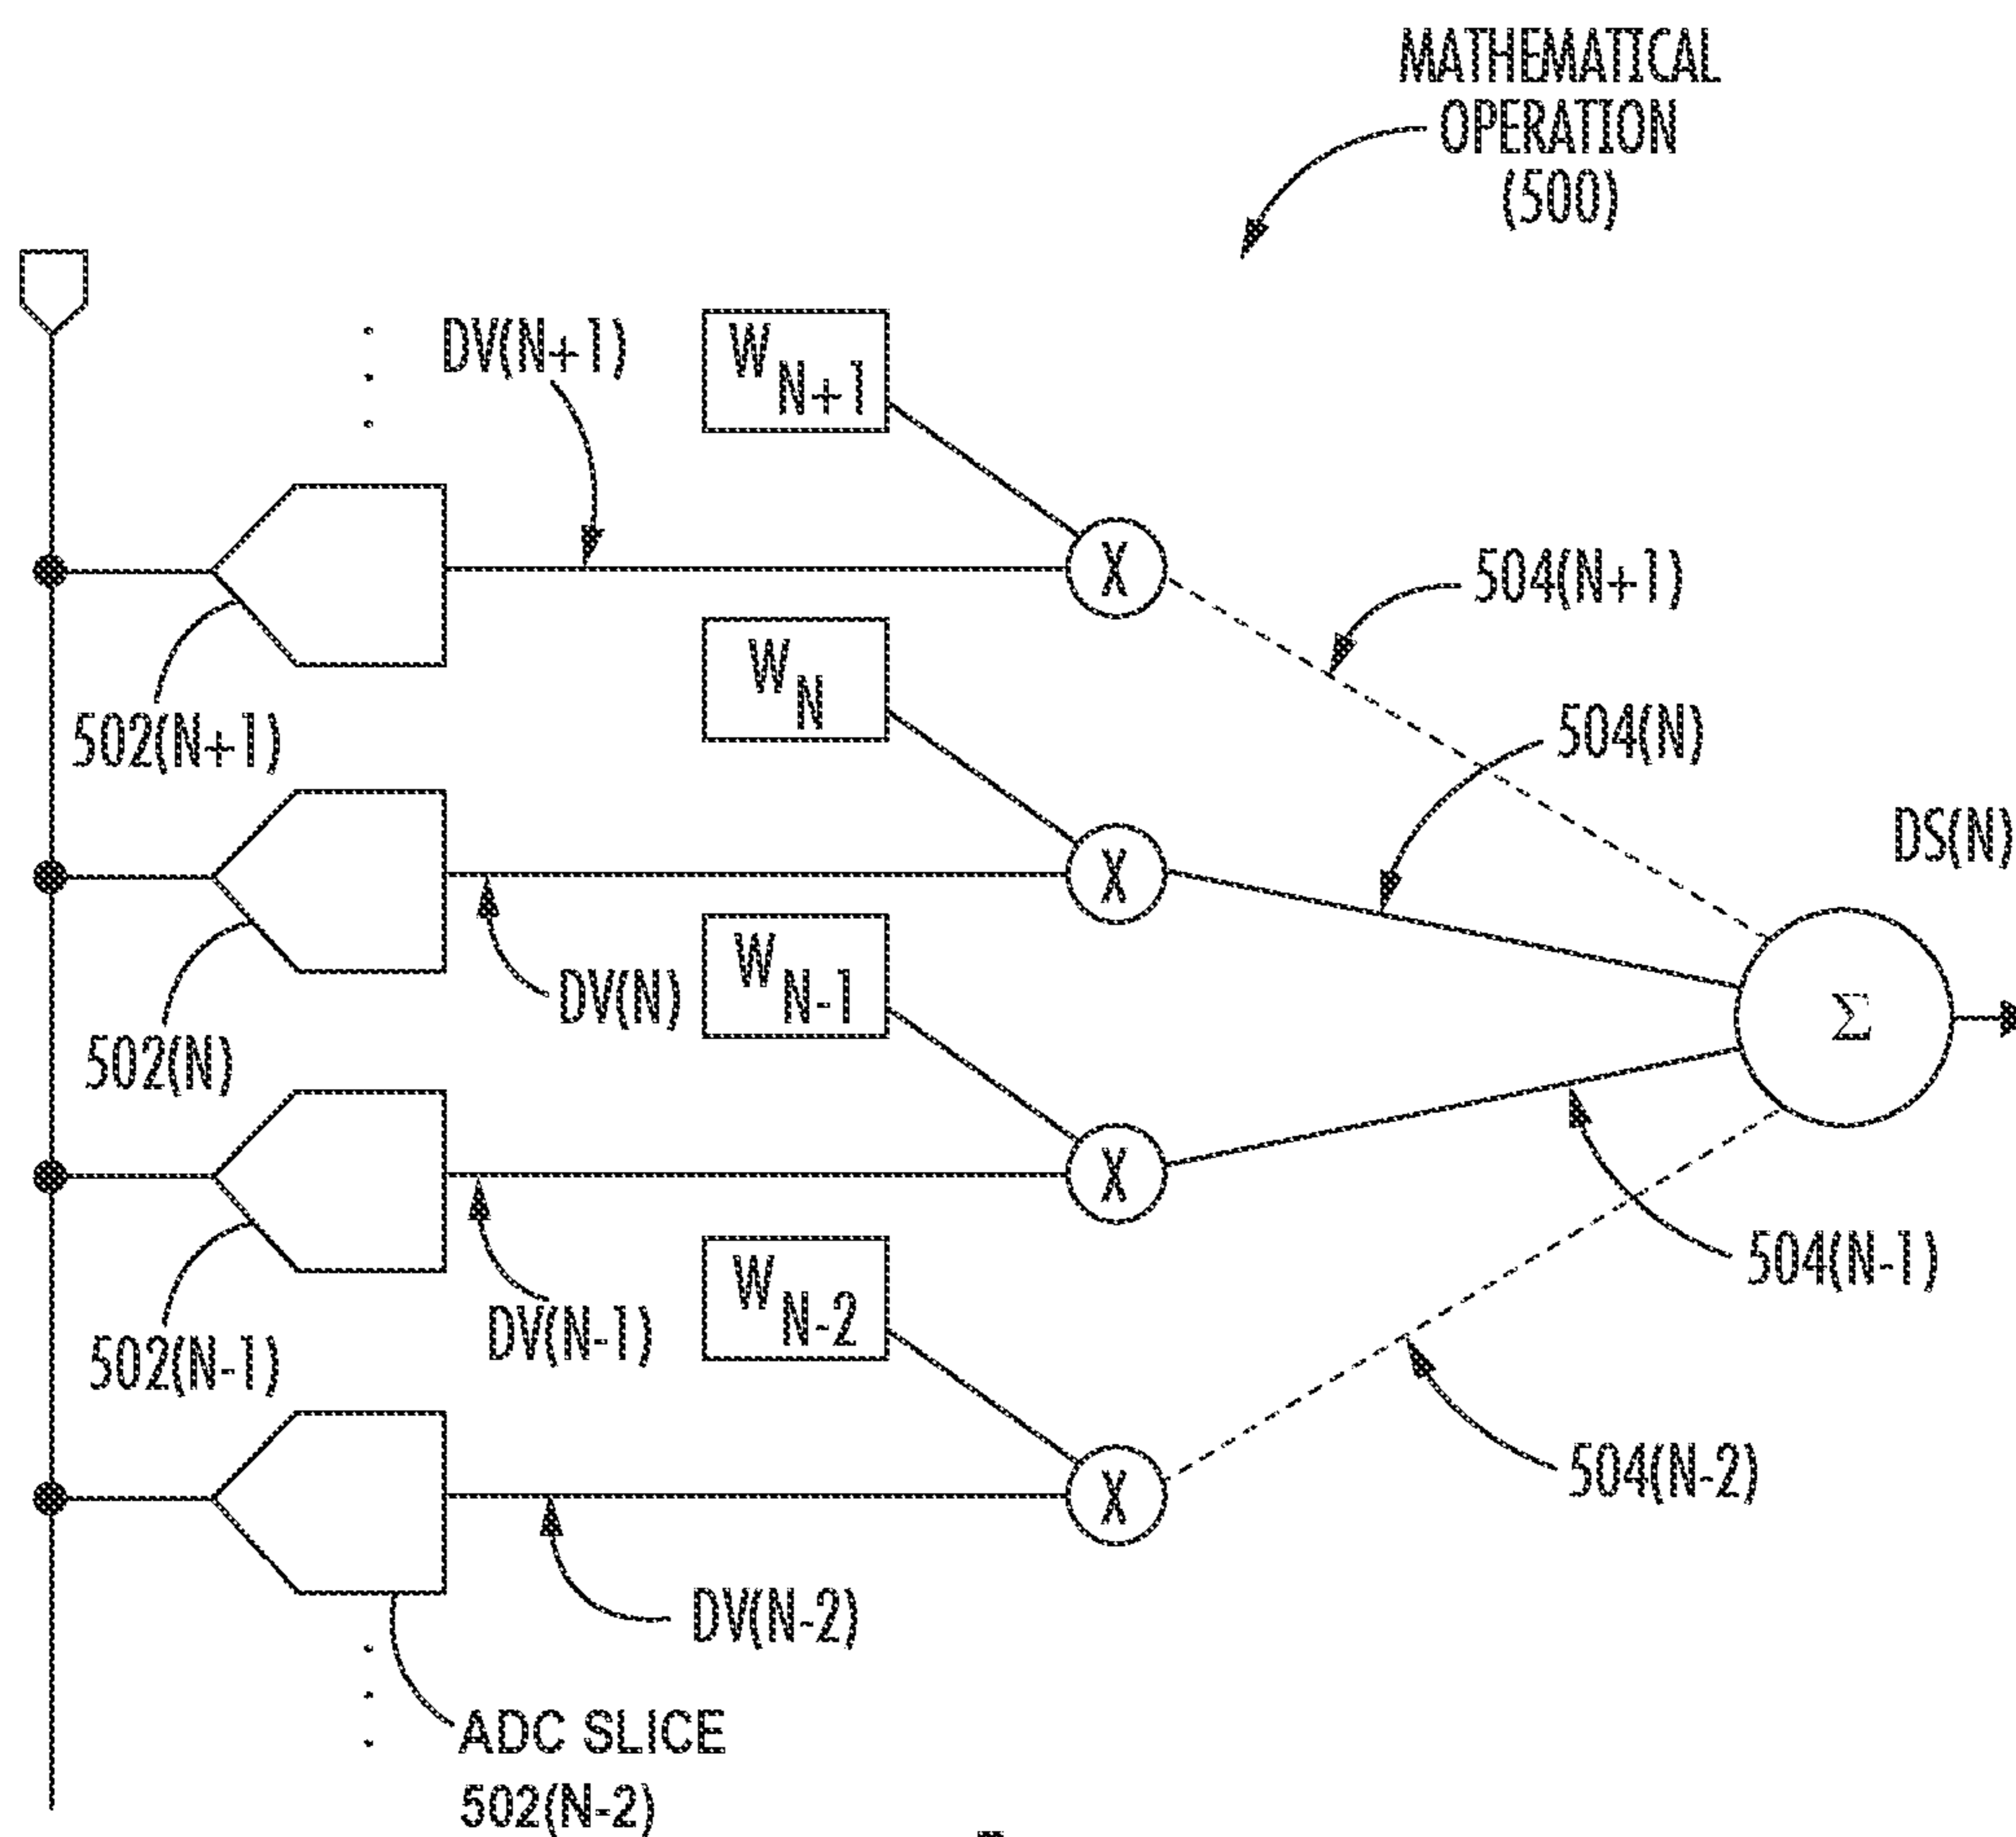 MATHEMATICAL
OPERATION
(500)
DV(N+1)
W N+1
X
504(N+1)
502(N+1)
W N
504(N)
X
DS(N)
DV(N)
W N-1
Σ
502(N)
X
504(N-1)
DV(N-1)
W N-2
502(N-1)
504(N-2)
X
DV(N-2)
ADC SLICE
502(N-2)